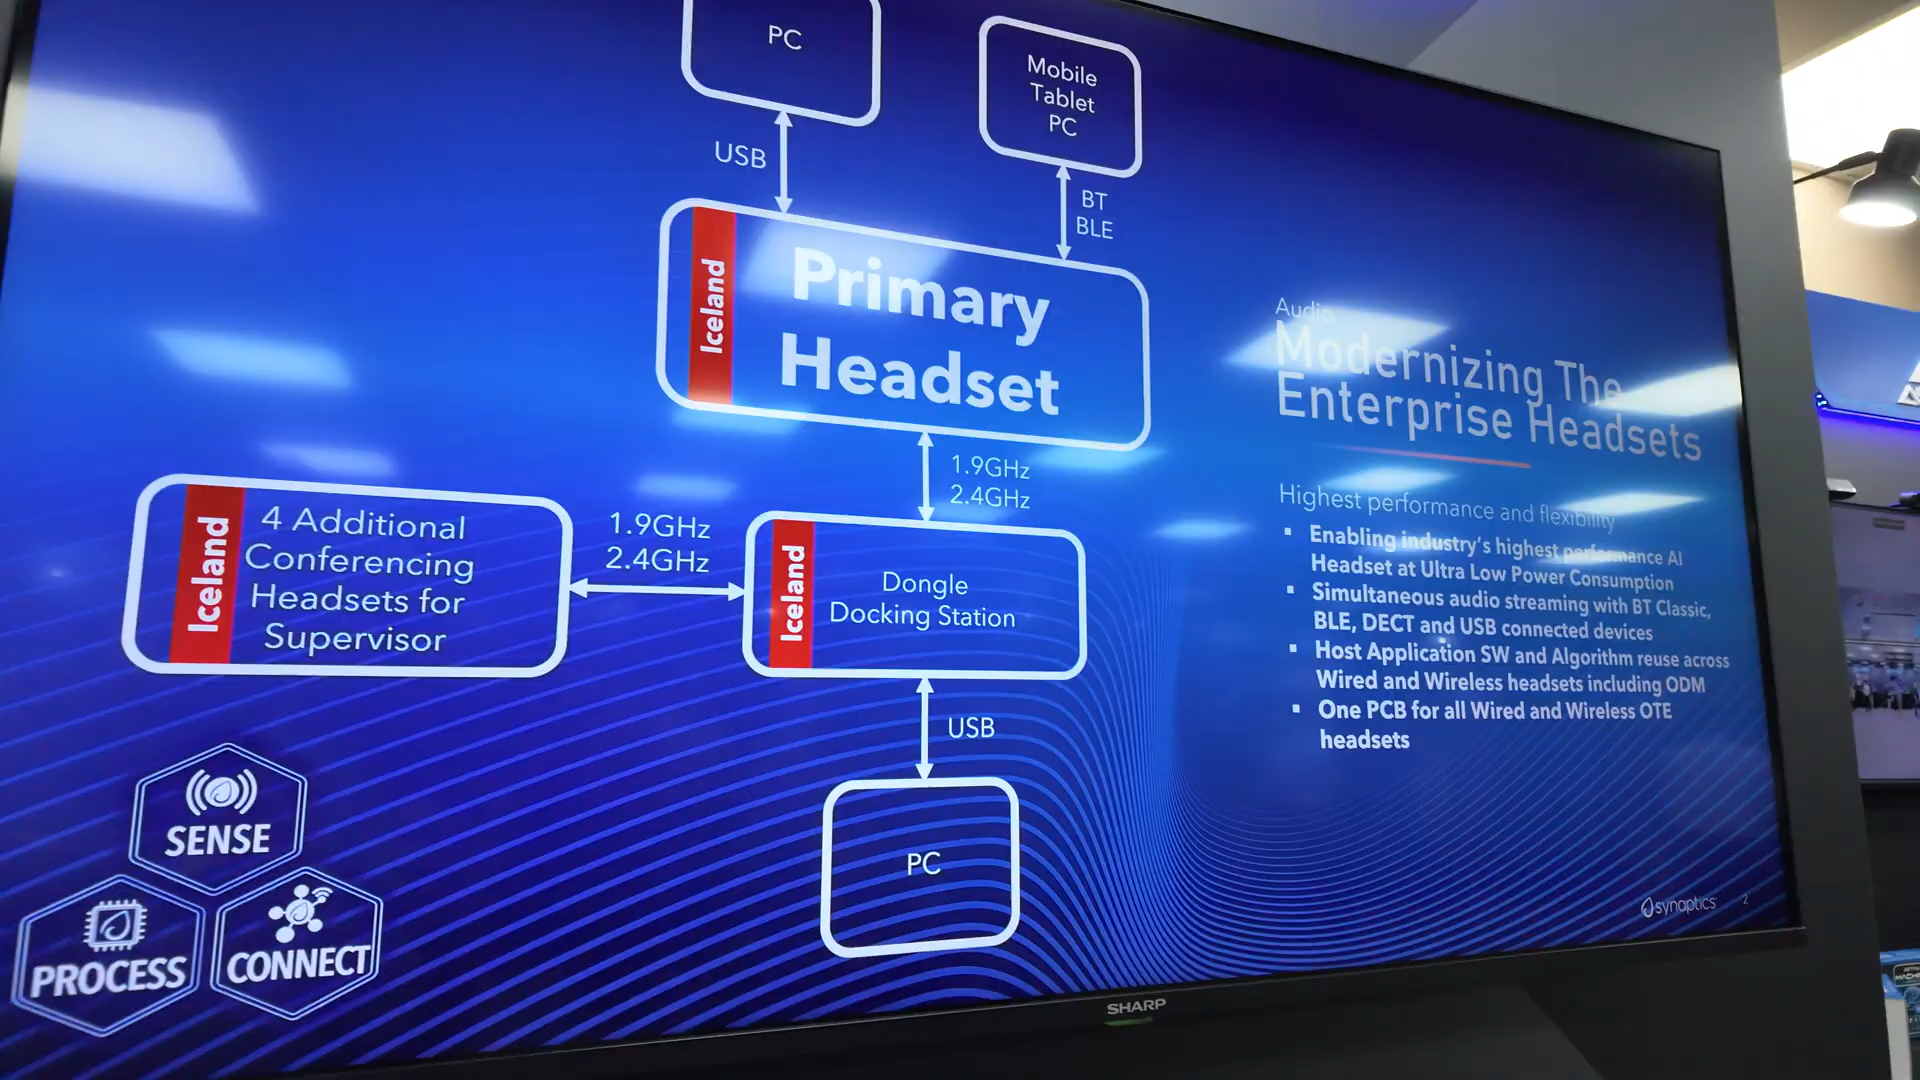 PC
Mobile
Tablet
PC
USB
BT
BLE
Iceland
Primary
Headset
1.9GHz
2.4GHz
Iceland
4 Additional
Conferencing
Headsets for
Supervisor
1.9GHz
2.4GHz
Iceland
Dongle
Docking Station
USB
PC
SENSE
PROCESS
CONNECT
Audio
Modernizing The
Enterprise Headsets
Highest performance and flexibility
▪ Enabling industry's highest performance AI
Headset at Ultra Low Power Consumption
▪ Simultaneous audio streaming with BT Classic,
BLE, DECT and USB connected devices
▪ Host Application SW and Algorithm reuse across
Wired and Wireless headsets including ODM
▪ One PCB for all Wired and Wireless OTE
headsets
synaptics
2
SHARP